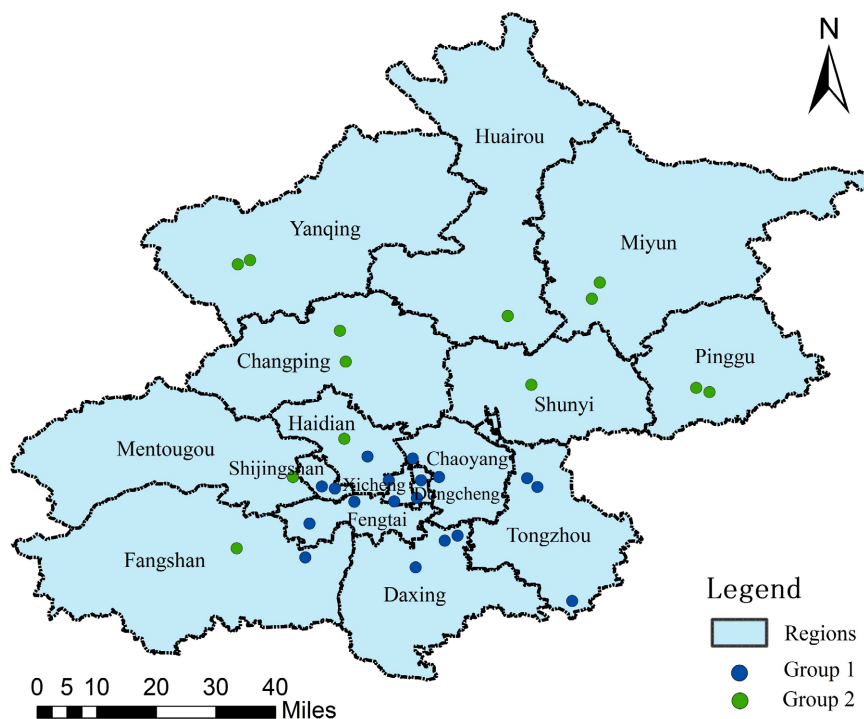 N
Huairou
Yanqing
Miyun
Changping
Pinggu
Shunyi
Haidian
Mentougou
Chaoyang
Shijingshan
Xicheng
Dongcheng
Fengtai
Tongzhou
Fangshan
Daxing
Legend
Regions
Group 1
Group 2
0 5 10 20 30 40
Miles